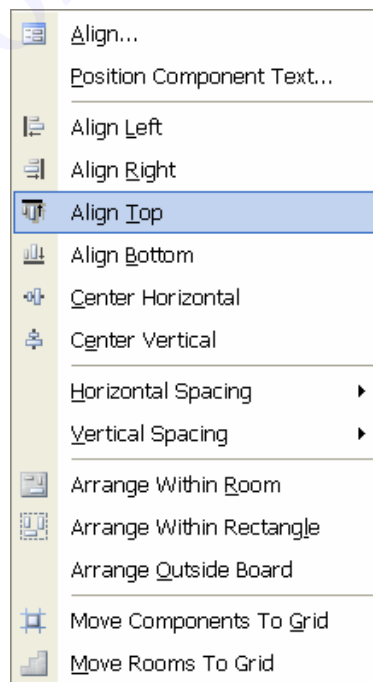 Align...
Position Component Text...
Align Left
Align Right
Align Top
Align Bottom
Center Horizontal
Center Vertical
Horizontal Spacing
Vertical Spacing
Arrange Within Room
Arrange Within Rectangle
Arrange Outside Board
Move Components To Grid
Move Rooms To Grid